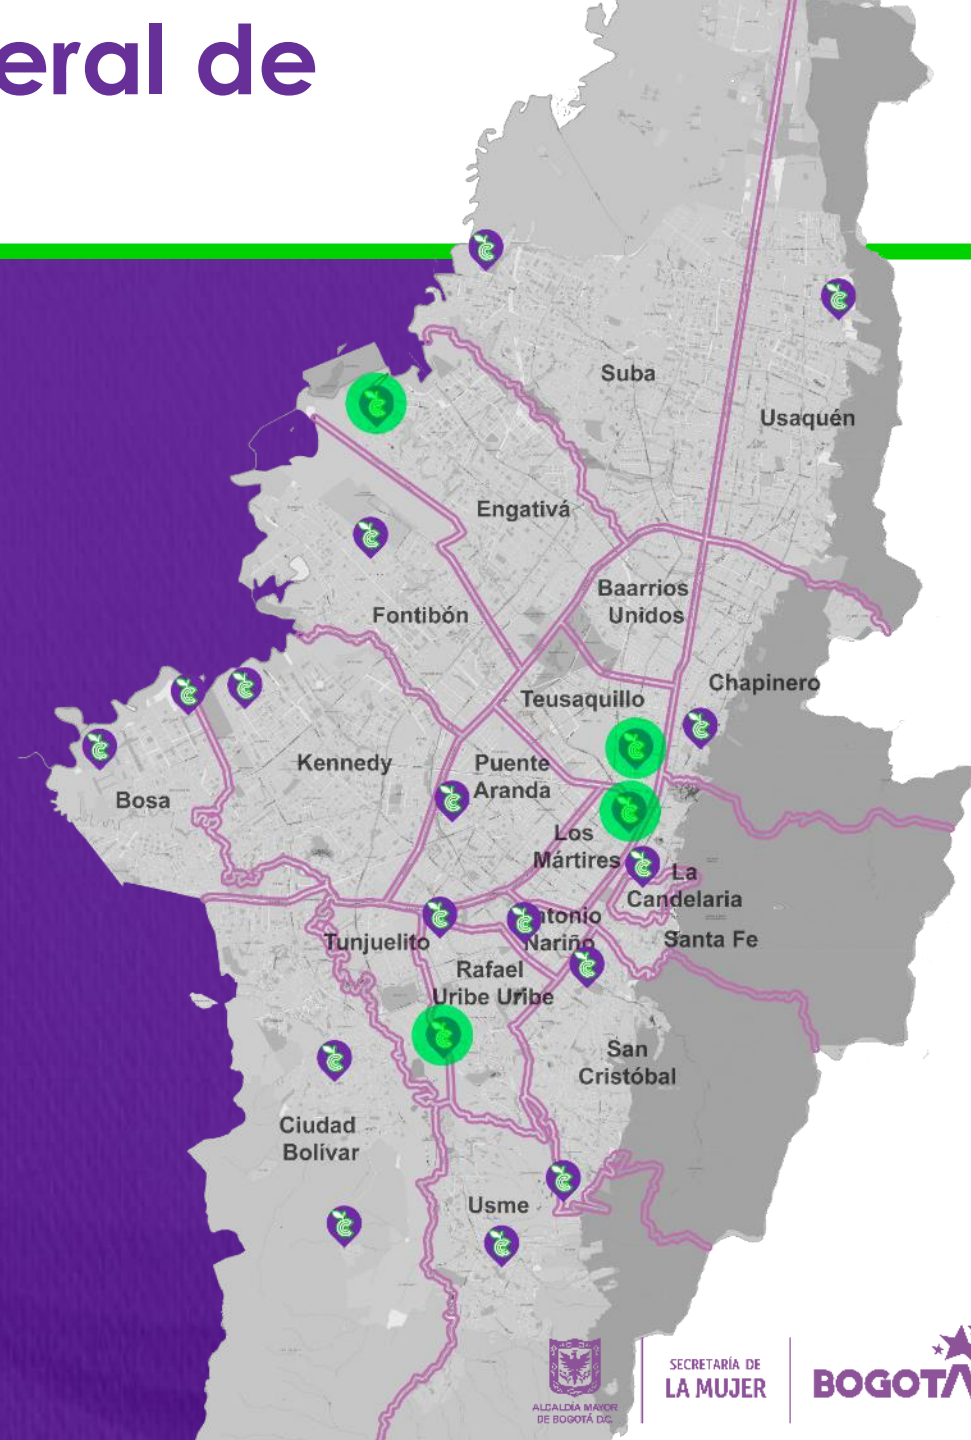 eral de
Suba
Usaquén
Engativá
Baarrios
Unidos
Fontibón
Chapinero
Teusaquillo
Kennedy
Puente
Aranda
Bosa
Los
Mártires
La
Candelaria
ntonio
Nariño
Tunjuelito
Santa Fe
Rafael
Uribe Uribe
San
Cristóbal
Ciudad
Bolívar
Usme
ALCALDÍA MAYOR
DE BOGOTÁ D.C.
SECRETARÍA DE
LA MUJER
BOGOTÁ